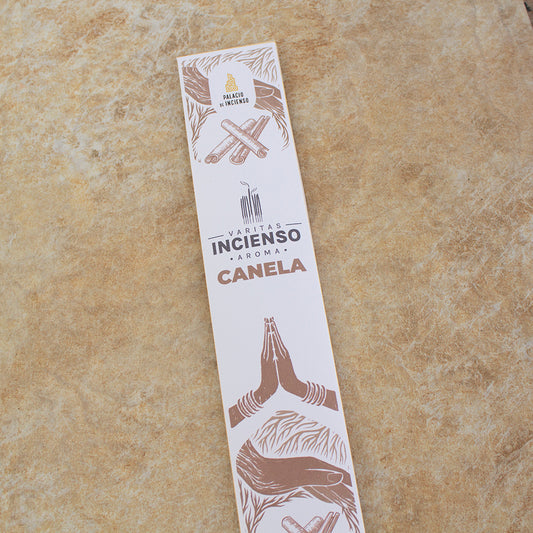 PALACIO
DE INCIENSO
VARITAS
INCIENSO
• AROMA •
CANELA